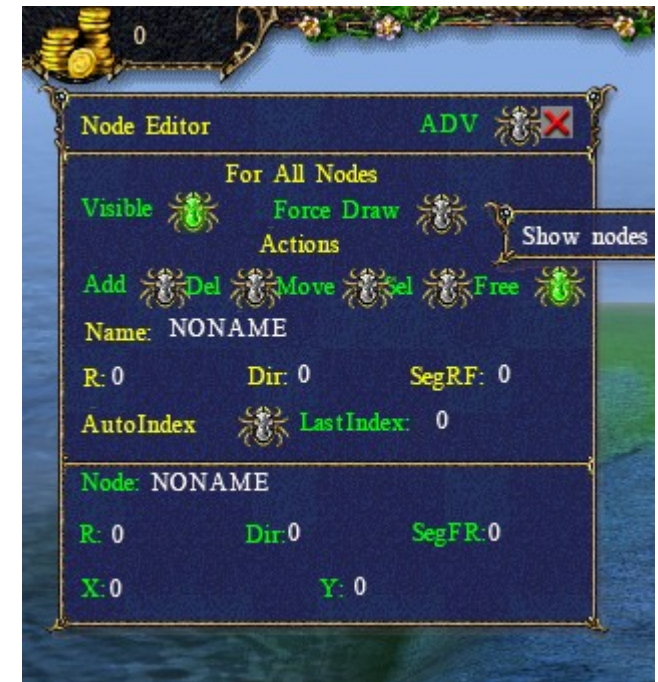 0
Node Editor ADV
For All Nodes
Visible Force Draw
Show nodes
Actions
Add Del Move Sel Free
Name: NONAME
R: 0 Dir: 0 SegRF: 0
AutoIndex LastIndex: 0
Node: NONAME
R: 0 Dir:0 SegFR:0
X:0 Y: 0